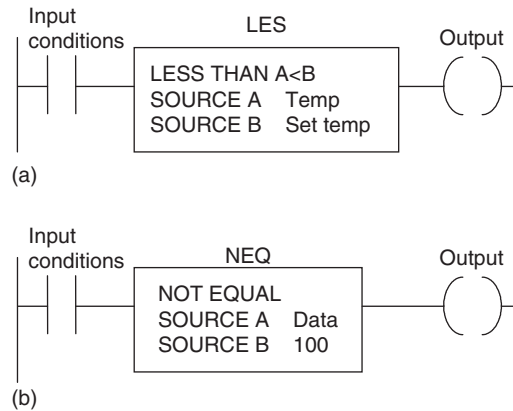 Input
conditions
LES
Output
LESS THAN A<B
SOURCE A Temp
SOURCE B Set temp
(a)
Input
conditions
NEQ
Output
NOT EQUAL
SOURCE A Data
SOURCE B 100
(b)